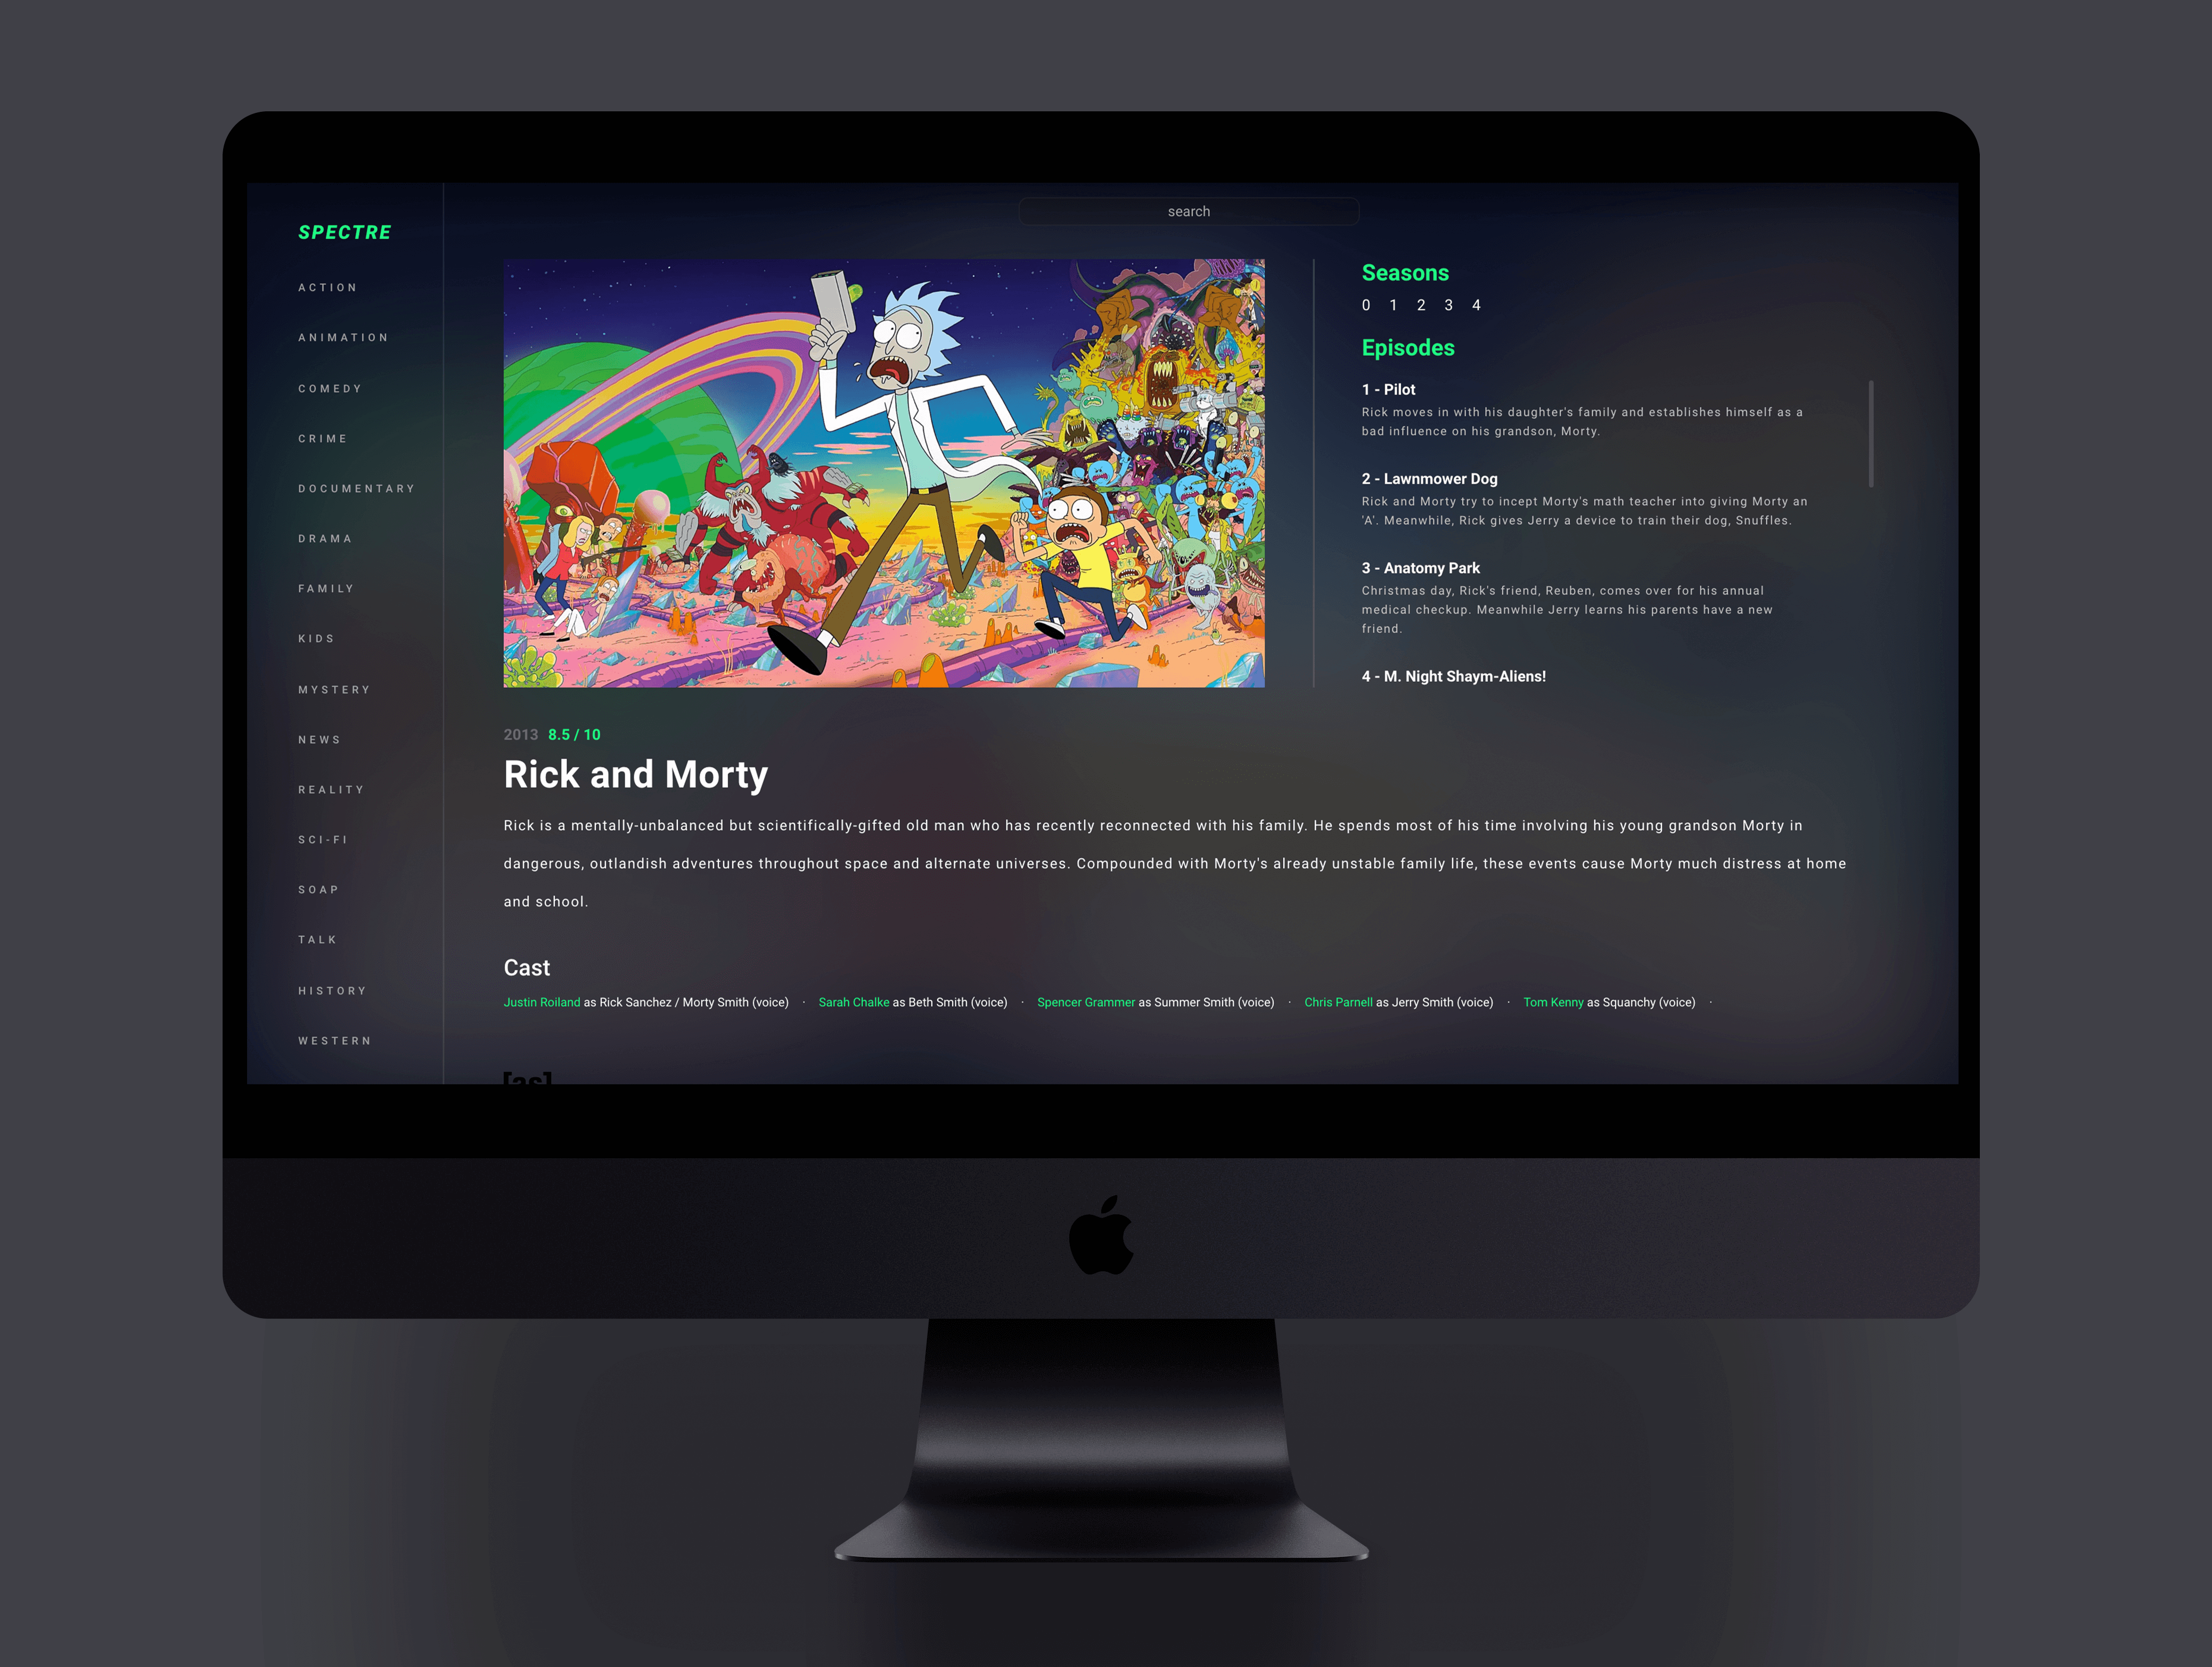 SPECTRE
ACTION
ANIMATION
COMEDY
CRIME
DOCUMENTARY
DRAMA
FAMILY
KIDS
MYSTERY
NEWS
REALITY
SCI-FI
SOAP
TALK
HISTORY
WESTERN
search
Seasons
0 1 2 3 4
Episodes
1 - Pilot
Rick moves in with his daughter's family and establishes himself as a
bad influence on his grandson, Morty.
2 - Lawnmower Dog
Rick and Morty try to incept Morty's math teacher into giving Morty an
'A'. Meanwhile, Rick gives Jerry a device to train their dog, Snuffles.
3 - Anatomy Park
Christmas day, Rick's friend, Reuben, comes over for his annual
medical checkup. Meanwhile Jerry learns his parents have a new
friend.
4 - M. Night Shaym-Aliens!
2013 8.5 / 10
Rick and Morty
Rick is a mentally-unbalanced but scientifically-gifted old man who has recently reconnected with his family. He spends most of his time involving his young grandson Morty in
dangerous, outlandish adventures throughout space and alternate universes. Compounded with Morty's already unstable family life, these events cause Morty much distress at home
and school.
Cast
Justin Roiland as Rick Sanchez / Morty Smith (voice) · Sarah Chalke as Beth Smith (voice) · Spencer Grammer as Summer Smith (voice) · Chris Parnell as Jerry Smith (voice) · Tom Kenny as Squanchy (voice) ·
[as]